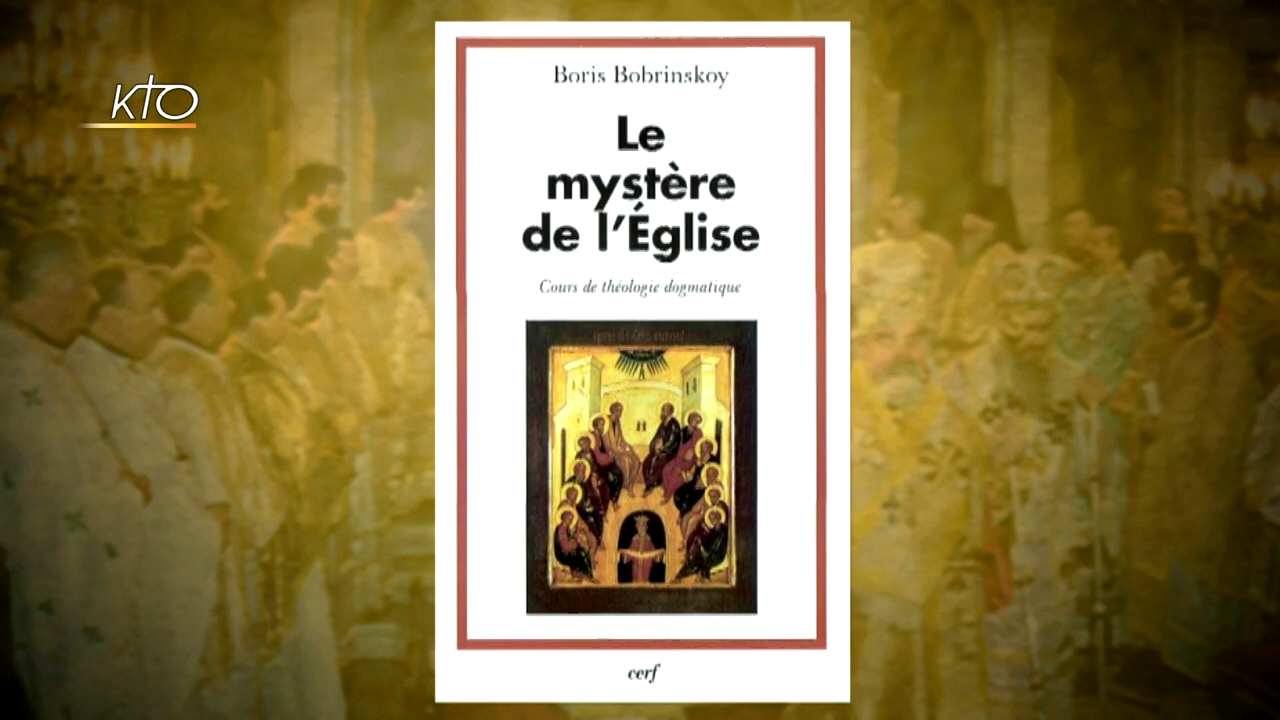 KTO
Boris Bobrinskoy
Le
mystère
de l'Église
Cours de théologie dogmatique
cerf